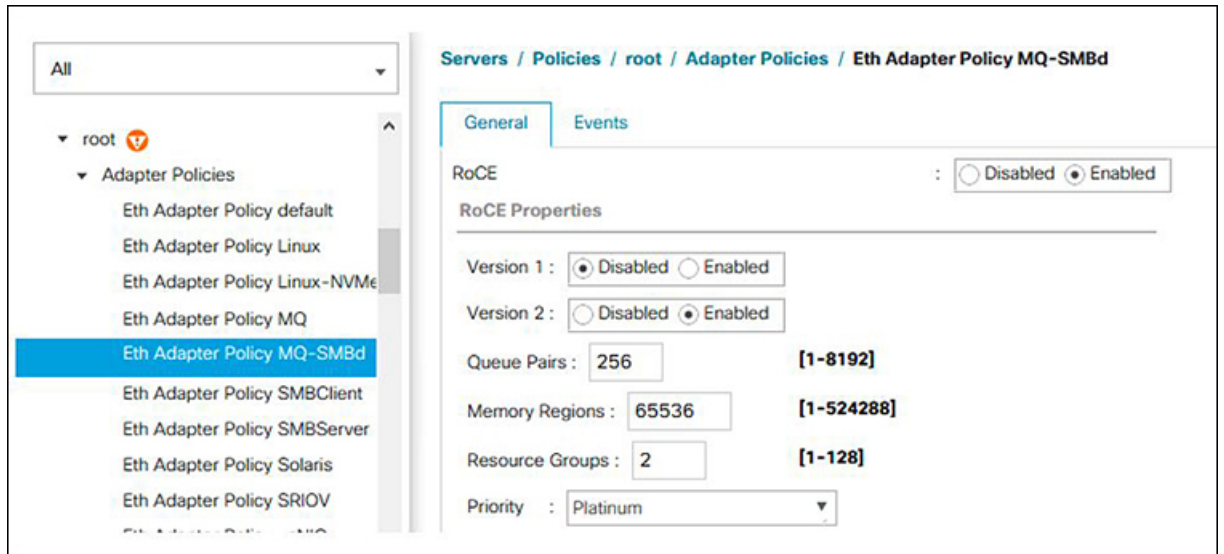 All
root
Adapter Policies
Eth Adapter Policy default
Eth Adapter Policy Linux
Eth Adapter Policy Linux-NVMe
Eth Adapter Policy MQ
Eth Adapter Policy MQ-SMBd
Eth Adapter Policy SMBClient
Eth Adapter Policy SMBServer
Eth Adapter Policy Solaris
Eth Adapter Policy SRIOV
Servers / Policies / root / Adapter Policies / Eth Adapter Policy MQ-SMBd
General Events
RoCE : Disabled Enabled
RoCE Properties
Version 1 : Disabled Enabled
Version 2 : Disabled Enabled
Queue Pairs : 256 [1-8192]
Memory Regions : 65536 [1-524288]
Resource Groups : 2 [1-128]
Priority : Platinum